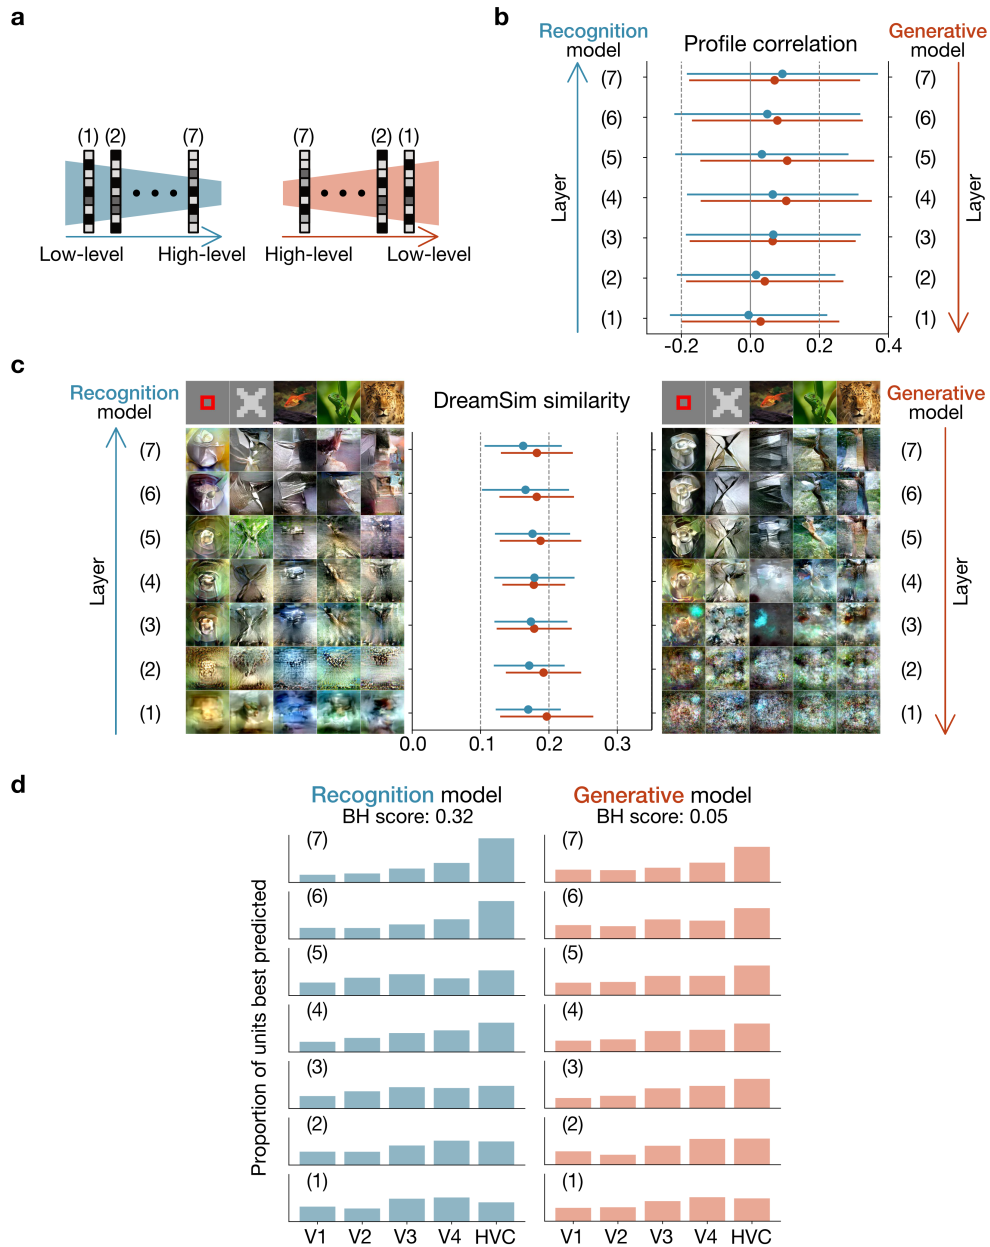 a
(1) (2) (7)
(7) (2) (1)
Low-level High-level
High-level Low-level
b
Recognition
model
Profile correlation
Generative
model
Layer
(7) (7)
(6) (6)
(5) (5)
(4) (4)
(3) (3)
(2) (2)
(1) (1)
Layer
-0.2 0.0 0.2 0.4
c
Recognition
model
DreamSim similarity
Generative
model
Layer
(7) (7)
(6) (6)
(5) (5)
(4) (4)
(3) (3)
(2) (2)
(1) (1)
Layer
0.0 0.1 0.2 0.3
d
Recognition model
BH score: 0.32
Generative model
BH score: 0.05
Proportion of units best predicted
(7) (7)
(6) (6)
(5) (5)
(4) (4)
(3) (3)
(2) (2)
(1) (1)
V1 V2 V3 V4 HVC
V1 V2 V3 V4 HVC